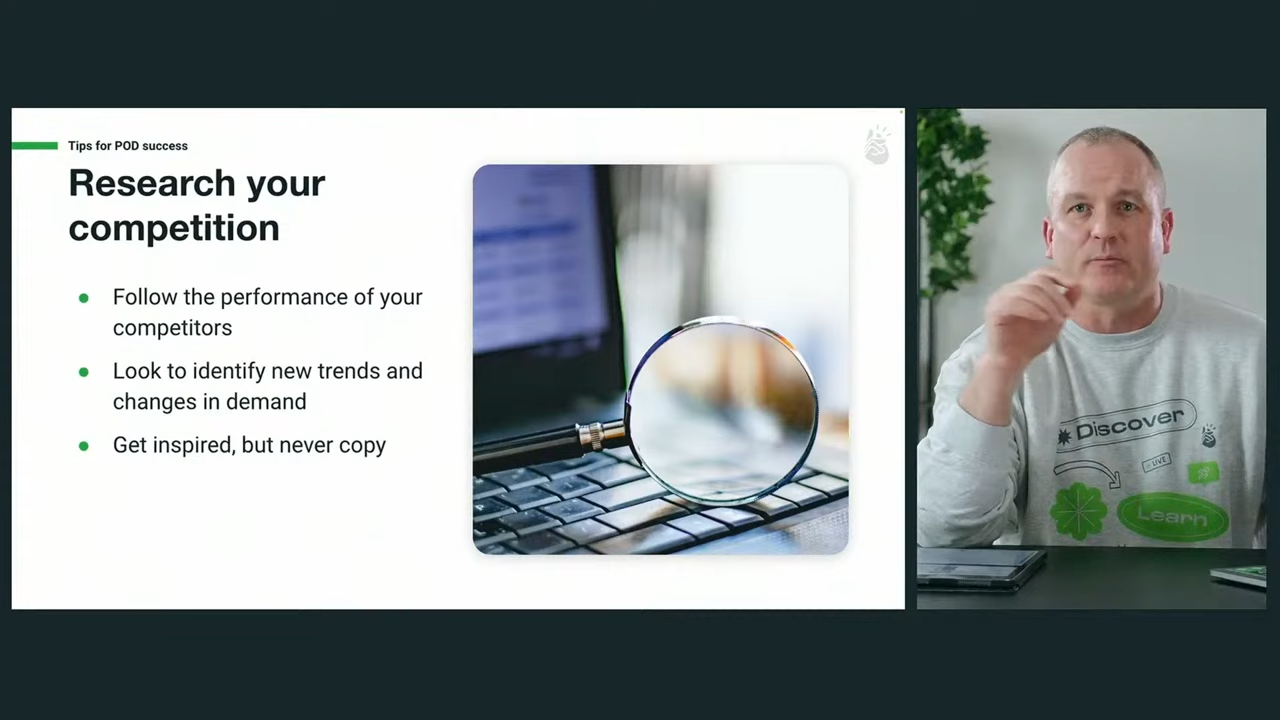 Tips for POD success
Research your
competition
Follow the performance of your
competitors
Look to identify new trends and
changes in demand
Get inspired, but never copy
Discover
LIVE
Learn